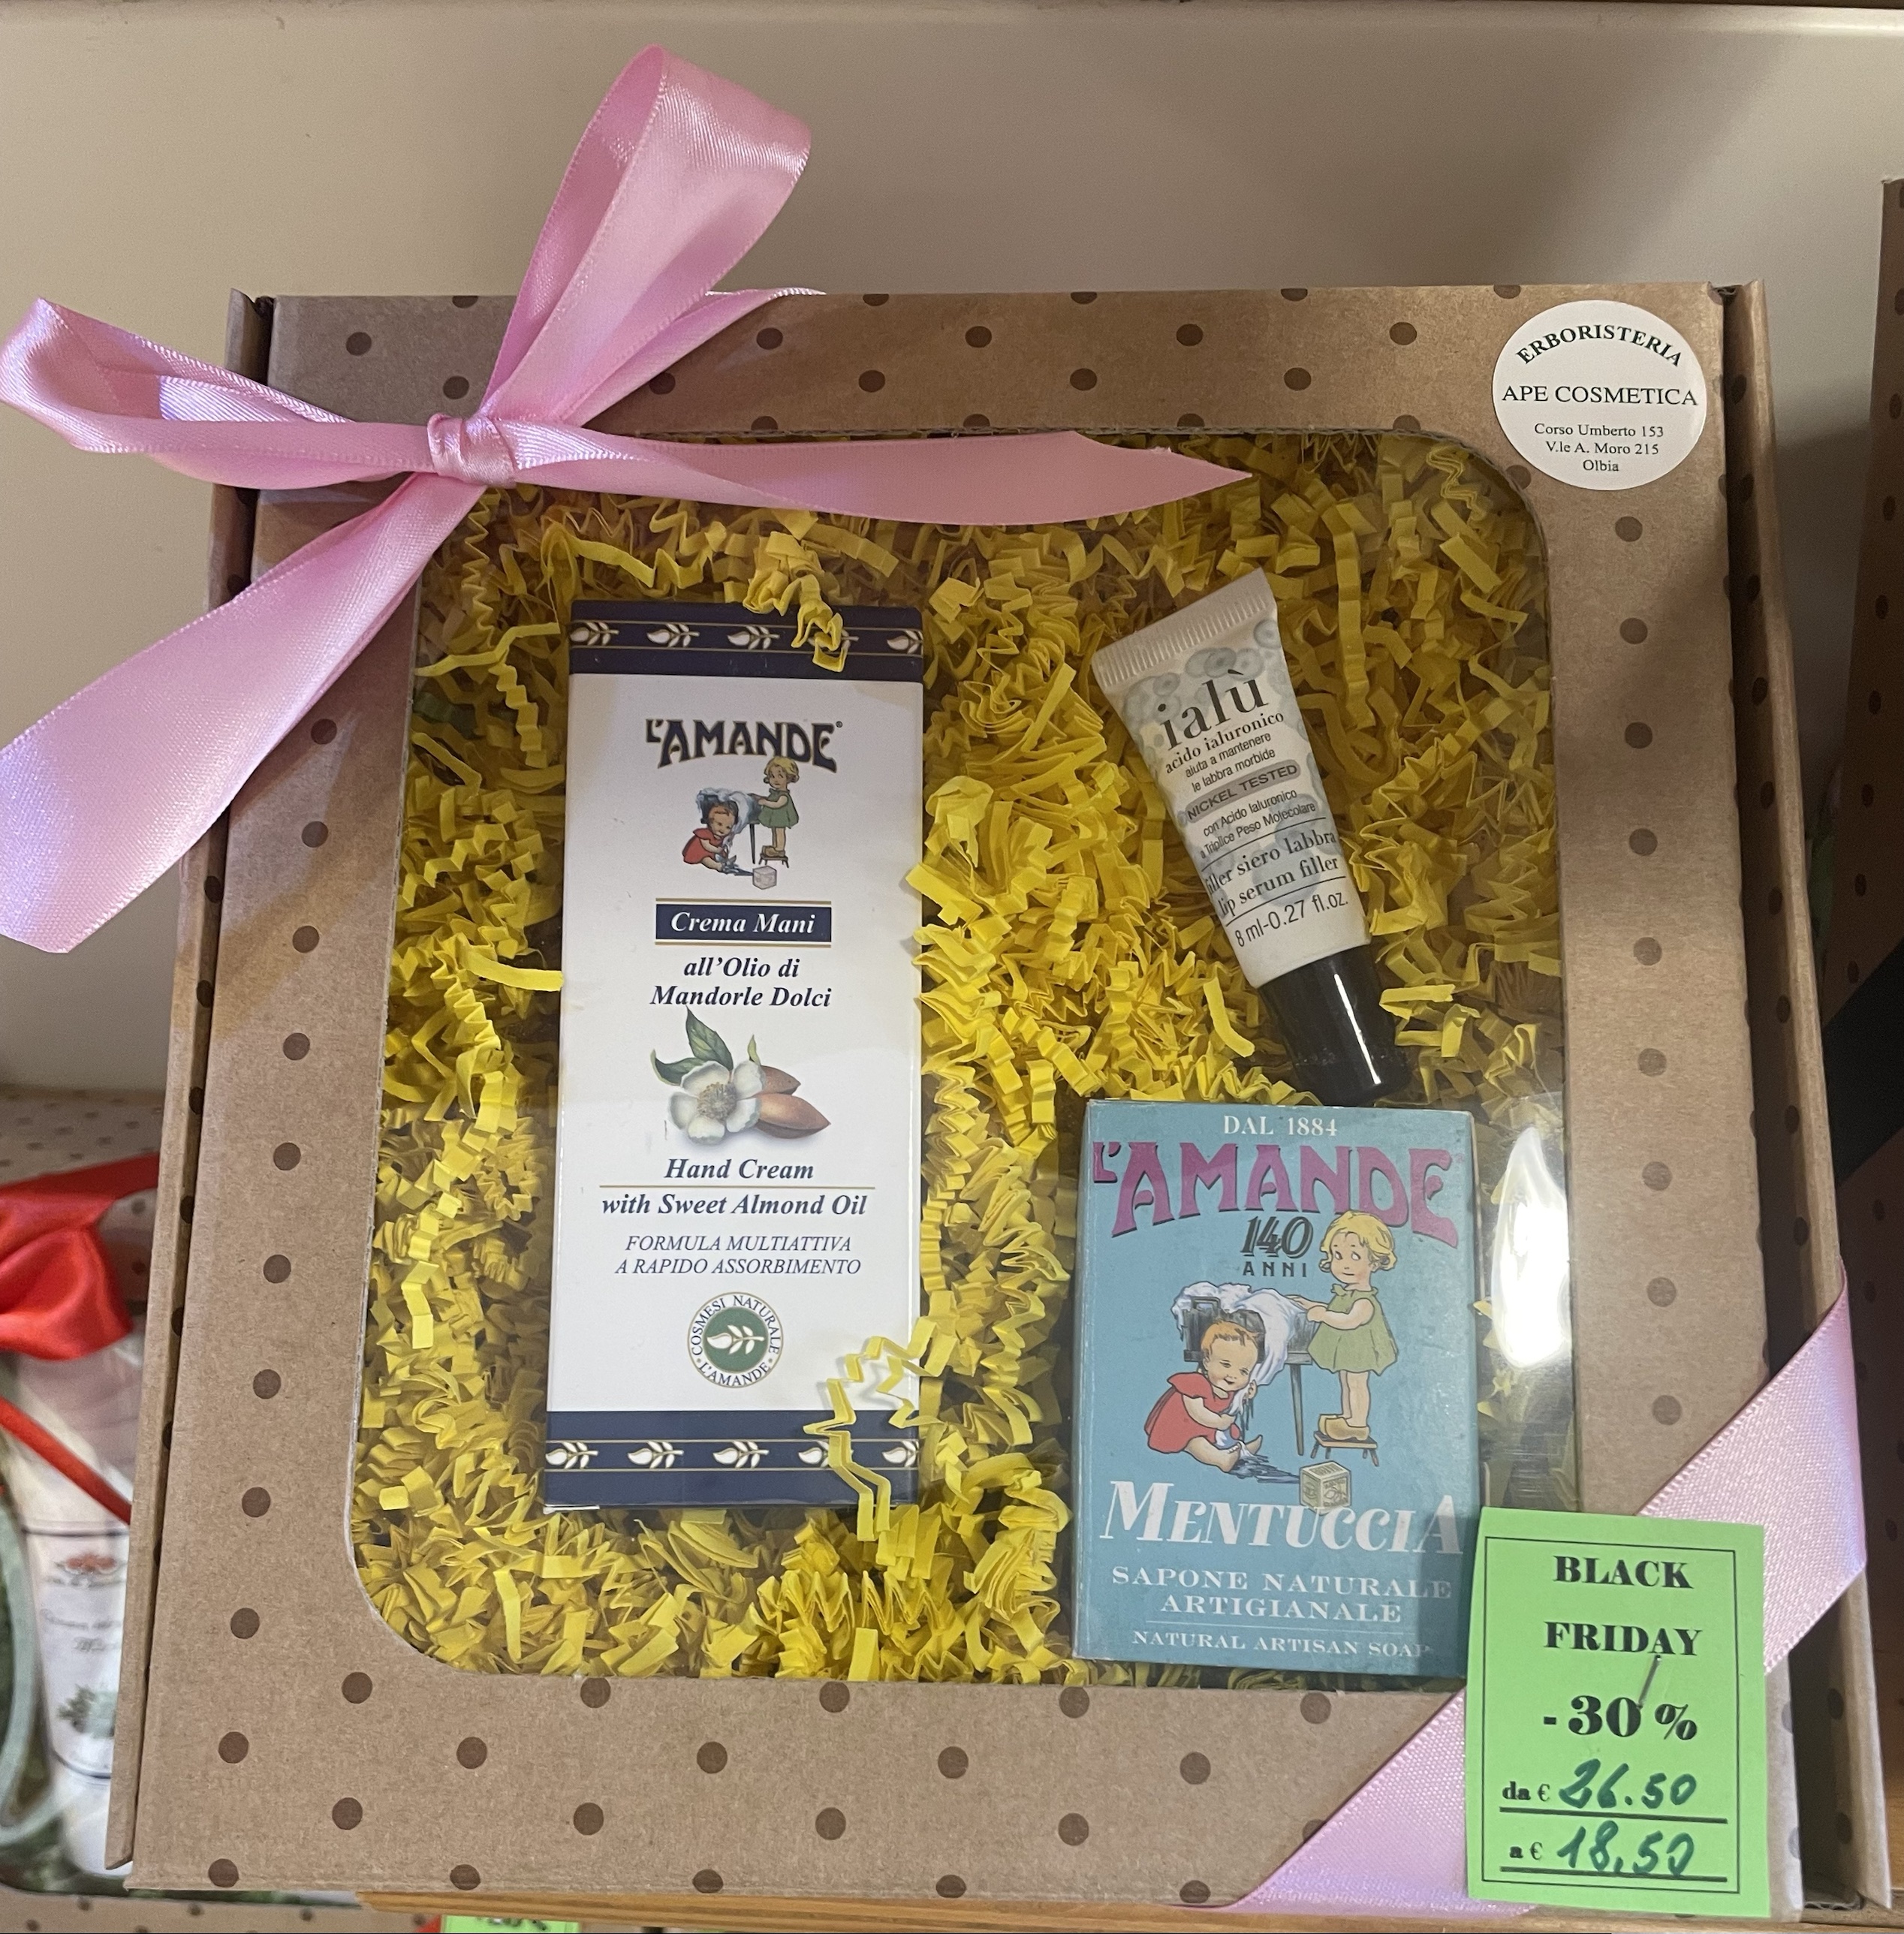 ERBORISTERIA
APE COSMETICA
Corso Umberto 153
V.le A. Moro 215
Olbia
L'AMANDE
Crema Mani
all'Olio di
Mandorle Dolci
Hand Cream
with Sweet Almond Oil
FORMULA MULTIATTIVA
A RAPIDO ASSORBIMENTO
COSMESI NATURALE
L'AMANDE
ialù
acido ialuronico
aiuta a mantenere
le labbra morbide
NICKEL TESTED
con Acido Ialuronico
a Triplice Peso Molecolare
filler siero labbra
lip serum filler
8 ml-0.27 fl.oz.
DAL 1884
L'AMANDE
140
ANNI
MENTUCCIA
SAPONE NATURALE
ARTIGIANALE
NATURAL ARTISAN SOAP
BLACK
FRIDAY
-30%
da € 26.50
a € 18,50